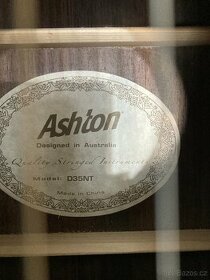 Ashton
Designed in Australia
Quality Stringed Instruments
Model: D35NT
Made in China